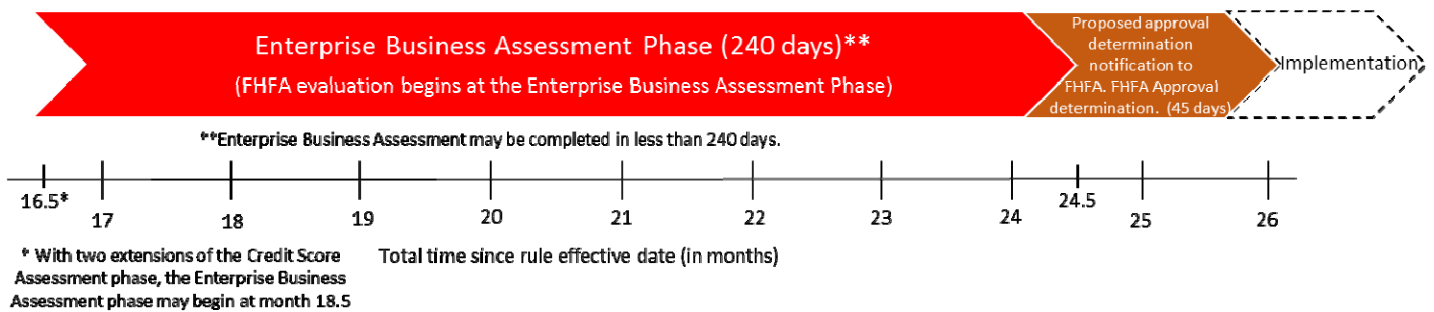 Enterprise Business Assessment Phase (240 days)**
(FHFA evaluation begins at the Enterprise Business Assessment Phase)
Proposed approval
determination
notification to
FHFA. FHFA Approval
determination. (45 days)
Implementation
**Enterprise Business Assessment may be completed in less than 240 days.
16.5*
17
18
19
20
21
22
23
24
24.5
25
26
* With two extensions of the Credit Score
Assessment phase, the Enterprise Business
Assessment phase may begin at month 18.5
Total time since rule effective date (in months)